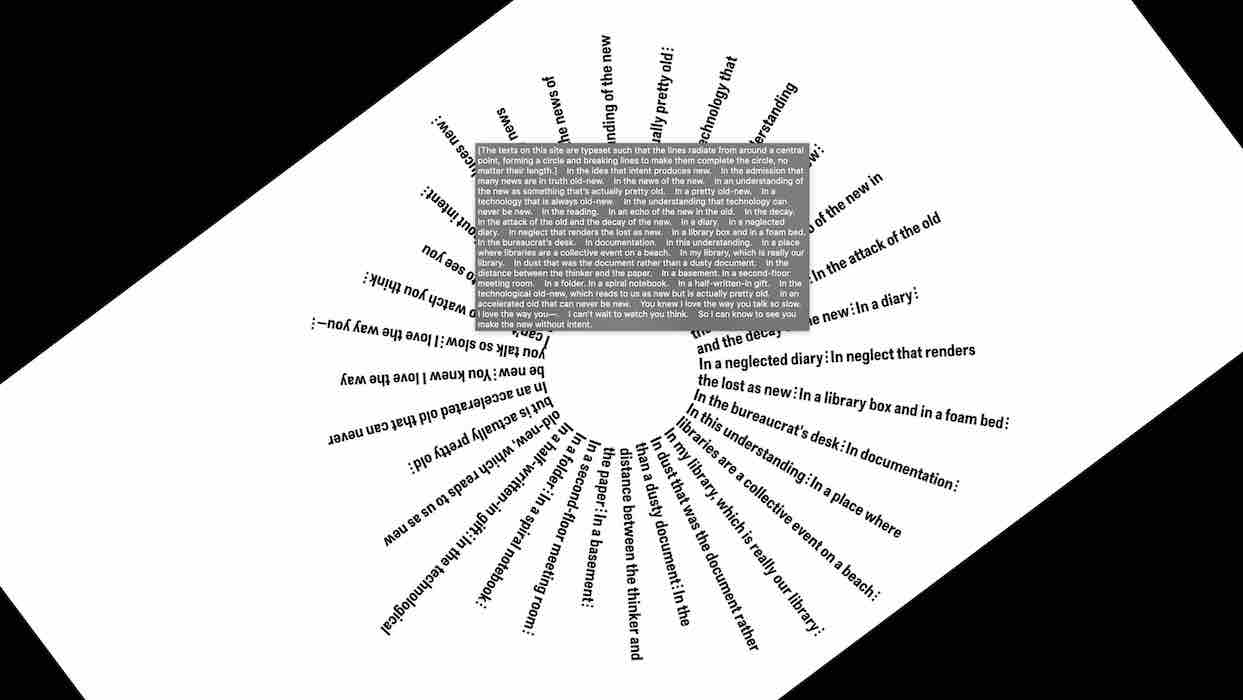 [The texts on this site are typeset such that the lines radiate from around a central
point, forming a circle and breaking lines to make them complete the circle, no
matter their length.] In the idea that intent produces new. In the admission that
many news are in truth old-new. In the news of the new. In an understanding of
the new as something that's actually pretty old. In a pretty old-new. In a
technology that is always old-new. In the understanding that technology can
never be new. In the reading. In an echo of the new in the old. In the decay.
In the attack of the old and the decay of the new. In a diary. In a neglected
diary. In neglect that renders the lost as new. In a library box and in a foam bed.
In the bureaucrat's desk. In documentation. In this understanding. In a place
where libraries are a collective event on a beach. In my library, which is really our
library. In dust that was the document rather than a dusty document. In the
distance between the thinker and the paper. In a basement. In a second-floor
meeting room. In a folder. In a spiral notebook. In a half-written-in gift. In the
technological old-new, which reads to us as new but is actually pretty old. In an
accelerated old that can never be new. You knew I love the way you talk so slow.
I love the way you—. I can't wait to watch you think. So I can know to see you
make the new without intent.
news
news of
of the new
pretty old⋮
that
of the new in
In the attack of the old
and the decay the new⋮In a diary⋮
In a neglected diary⋮In neglect that renders
the lost as new⋮In a library box and in a foam bed⋮
In the bureaucrat's desk⋮In documentation⋮
In this understanding⋮In a place where
libraries are a collective event on a beach⋮
In my library, which is really our library⋮
In dust that was the document rather
than a dusty document⋮In the
distance between the thinker and
the paper⋮In a basement⋮
In a second-floor meeting room⋮
In a folder⋮In a spiral notebook⋮
In a half-written-in gift⋮In the technological
old-new, which reads to us as new
but is actually pretty old⋮
In an accelerated old that can never
be new⋮You knew I love the way
you talk so slow⋮I love the way you—⋮
can't watch you think⋮
to see you
out intent⋮
new⋮